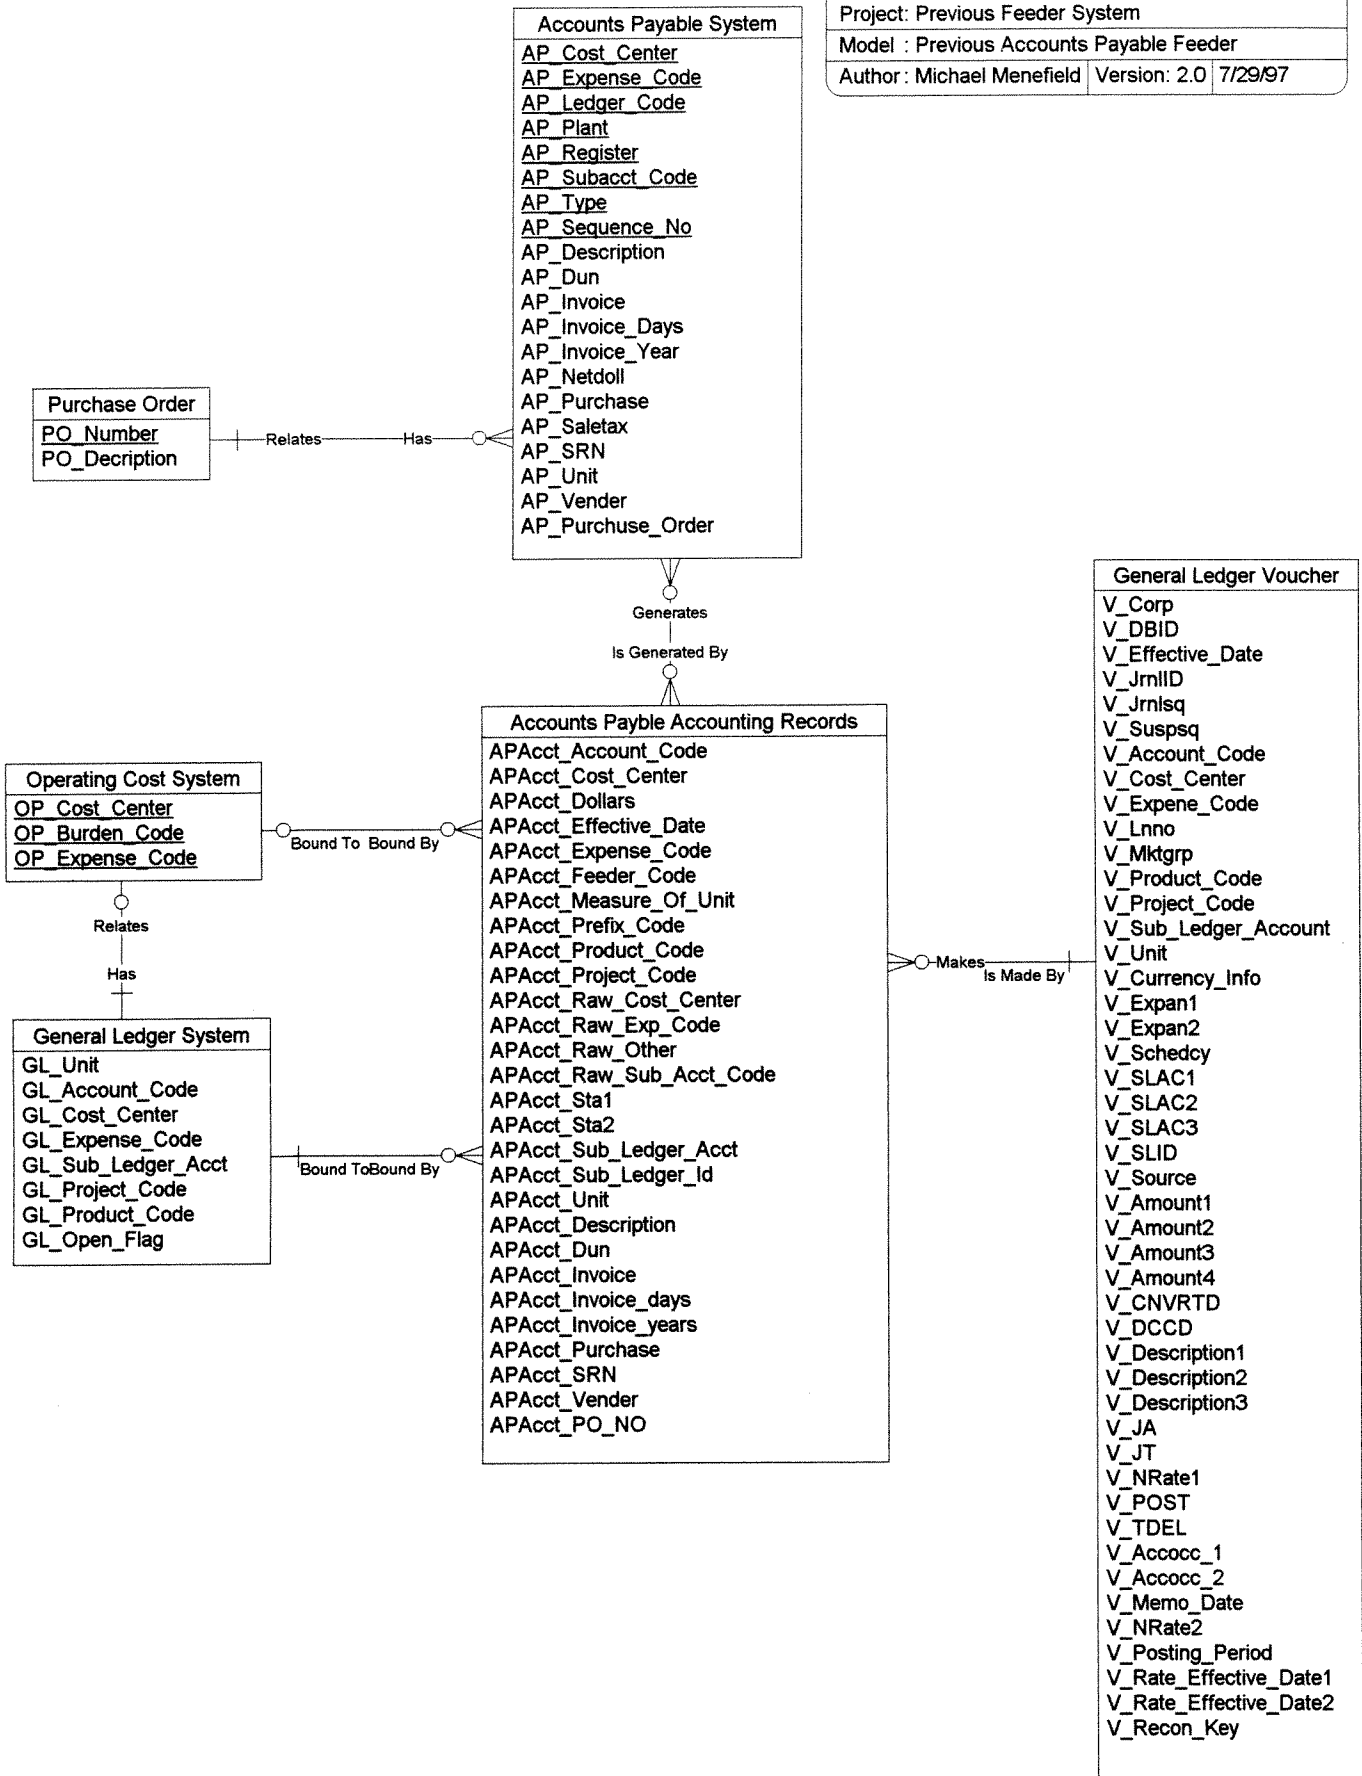 Project: Previous Feeder System
Model : Previous Accounts Payable Feeder
Author : Michael Menefield Version: 2.0 7/29/97
Accounts Payable System
AP_Cost_Center
AP_Expense_Code
AP_Ledger_Code
AP_Plant
AP_Register
AP_Subacct_Code
AP_Type
AP_Sequence_No
AP_Description
AP_Dun
AP_Invoice
AP_Invoice_Days
AP_Invoice_Year
AP_Netdoll
AP_Purchase
AP_Saletax
AP_SRN
AP_Unit
AP_Vender
AP_Purchuse_Order
Purchase Order
PO_Number
PO_Decription
Relates
Has
Generates
Is Generated By
Accounts Payble Accounting Records
APAcct_Account_Code
APAcct_Cost_Center
APAcct_Dollars
APAcct_Effective_Date
APAcct_Expense_Code
APAcct_Feeder_Code
APAcct_Measure_Of_Unit
APAcct_Prefix_Code
APAcct_Product_Code
APAcct_Project_Code
APAcct_Raw_Cost_Center
APAcct_Raw_Exp_Code
APAcct_Raw_Other
APAcct_Raw_Sub_Acct_Code
APAcct_Sta1
APAcct_Sta2
APAcct_Sub_Ledger_Acct
APAcct_Sub_Ledger_Id
APAcct_Unit
APAcct_Description
APAcct_Dun
APAcct_Invoice
APAcct_Invoice_days
APAcct_Invoice_years
APAcct_Purchase
APAcct_SRN
APAcct_Vender
APAcct_PO_NO
Operating Cost System
OP_Cost_Center
OP_Burden_Code
OP_Expense_Code
Bound To Bound By
Relates
Has
General Ledger System
GL_Unit
GL_Account_Code
GL_Cost_Center
GL_Expense_Code
GL_Sub_Ledger_Acct
GL_Project_Code
GL_Product_Code
GL_Open_Flag
Bound ToBound By
Makes
Is Made By
General Ledger Voucher
V_Corp
V_DBID
V_Effective_Date
V_JrnlID
V_Jrnlsq
V_Suspsq
V_Account_Code
V_Cost_Center
V_Expene_Code
V_Lnno
V_Mktgrp
V_Product_Code
V_Project_Code
V_Sub_Ledger_Account
V_Unit
V_Currency_Info
V_Expan1
V_Expan2
V_Schedcy
V_SLAC1
V_SLAC2
V_SLAC3
V_SLID
V_Source
V_Amount1
V_Amount2
V_Amount3
V_Amount4
V_CNVRTD
V_DCCD
V_Description1
V_Description2
V_Description3
V_JA
V_JT
V_NRate1
V_POST
V_TDEL
V_Accocc_1
V_Accocc_2
V_Memo_Date
V_NRate2
V_Posting_Period
V_Rate_Effective_Date1
V_Rate_Effective_Date2
V_Recon_Key